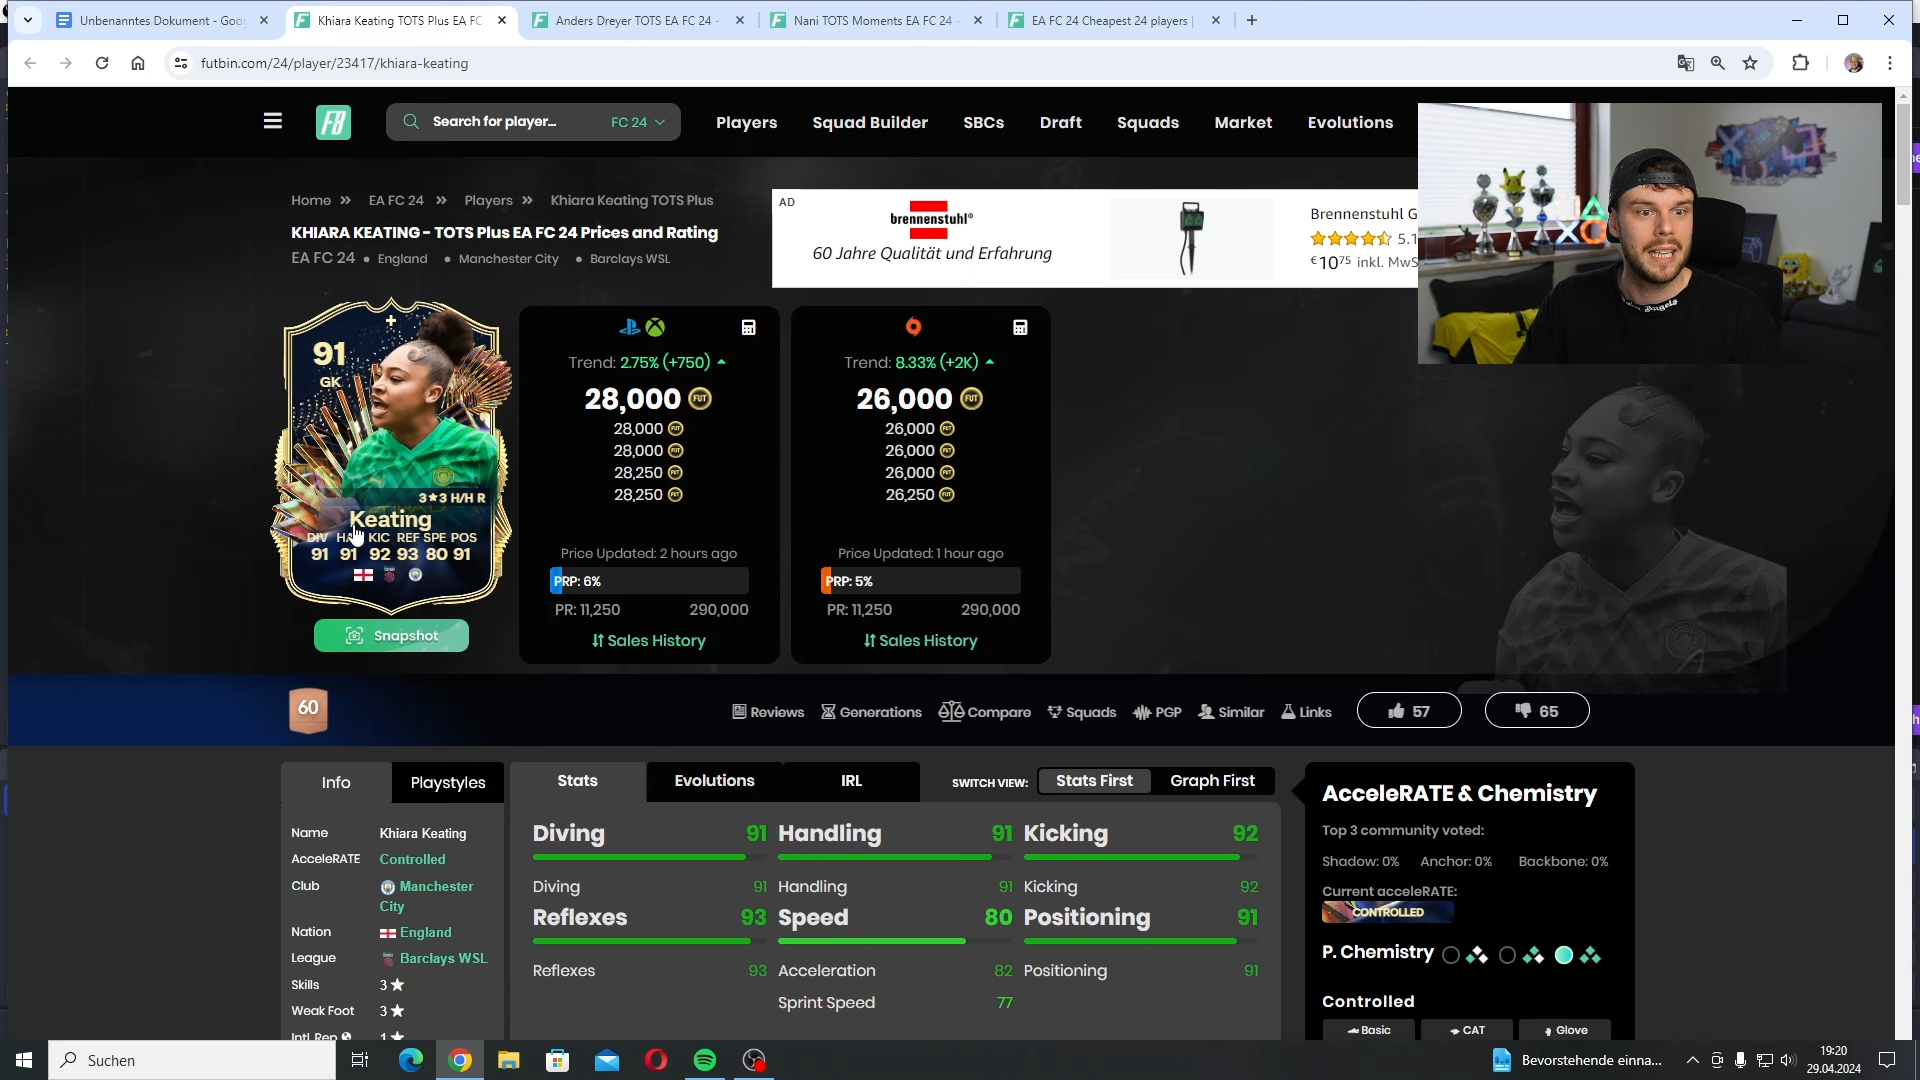 Unbenanntes Dokument - Goo
Khiara Keating TOTS Plus EA FC
Anders Dreyer TOTS EA FC 24 -
Nani TOTS Moments EA FC 24 -
EA FC 24 Cheapest 24 players |
futbin.com/24/player/23417/khiara-keating
FB
Search for player...
FC 24
Players
Squad Builder
SBCs
Draft
Squads
Market
Evolutions
Home » EA FC 24 » Players » Khiara Keating TOTS Plus
KHIARA KEATING - TOTS Plus EA FC 24 Prices and Rating
EA FC 24 • England • Manchester City • Barclays WSL
AD
brennenstuhl®
60 Jahre Qualität und Erfahrung
Brennenstuhl G
5.1
€10⁷⁵ inkl. MwS
91
GK
3★3 H/H R
Keating
DIV HA KIC REF SPE POS
91 91 92 93 80 91
Snapshot
Trend: 2.75% (+750)
28,000
28,000
28,000
28,250
28,250
Price Updated: 2 hours ago
PRP: 6%
PR: 11,250 290,000
Sales History
Trend: 8.33% (+2K)
26,000
26,000
26,000
26,000
26,250
Price Updated: 1 hour ago
PRP: 5%
PR: 11,250 290,000
Sales History
60
Reviews
Generations
Compare
Squads
PGP
Similar
Links
57
65
Info
Playstyles
Name Khiara Keating
AcceleRATE Controlled
Club Manchester
City
Nation England
League Barclays WSL
Skills 3★
Weak Foot 3★
Intl. Rep 1★
Stats
Evolutions
IRL
SWITCH VIEW:
Stats First
Graph First
Diving 91 Handling 91 Kicking 92
Diving 91 Handling 91 Kicking 92
Reflexes 93 Speed 80 Positioning 91
Reflexes 93 Acceleration 82 Positioning 91
Sprint Speed 77
AcceleRATE & Chemistry
Top 3 community voted:
Shadow: 0% Anchor: 0% Backbone: 0%
Current acceleRATE:
CONTROLLED
P. Chemistry
Controlled
Basic
CAT
Glove
Suchen
Bevorstehende einna...
19:20
29.04.2024